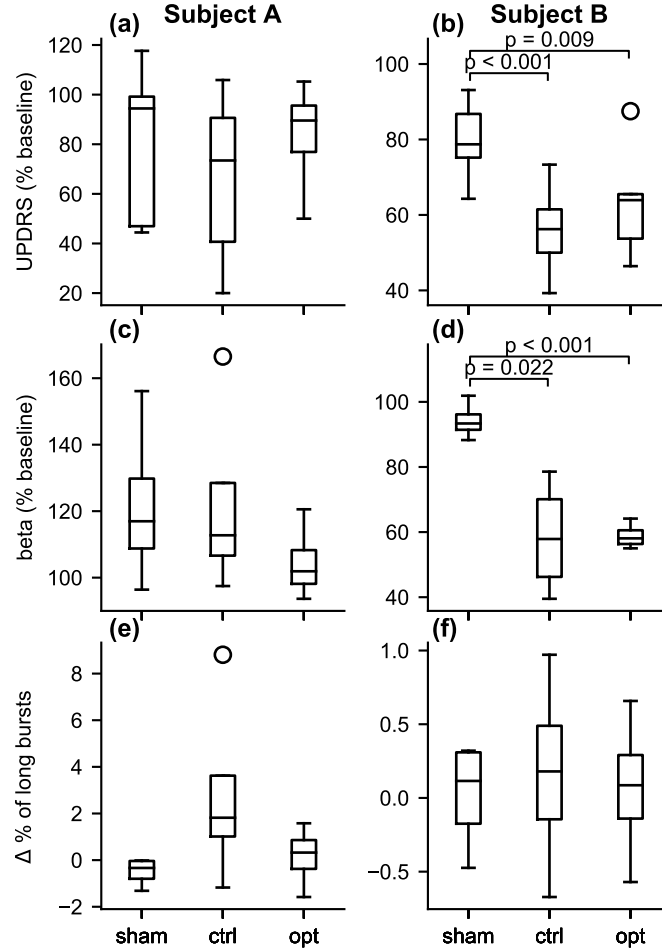 Subject A
Subject B
(a)
(b)
UPDRS (% baseline)
120
100
80
60
40
20
p = 0.009
p < 0.001
100
80
60
40
(c)
(d)
beta (% baseline)
160
140
120
100
p < 0.001
p = 0.022
100
80
60
40
(e)
(f)
Δ % of long bursts
8
6
4
2
0
−2
1.0
0.5
0.0
−0.5
sham ctrl opt
sham ctrl opt